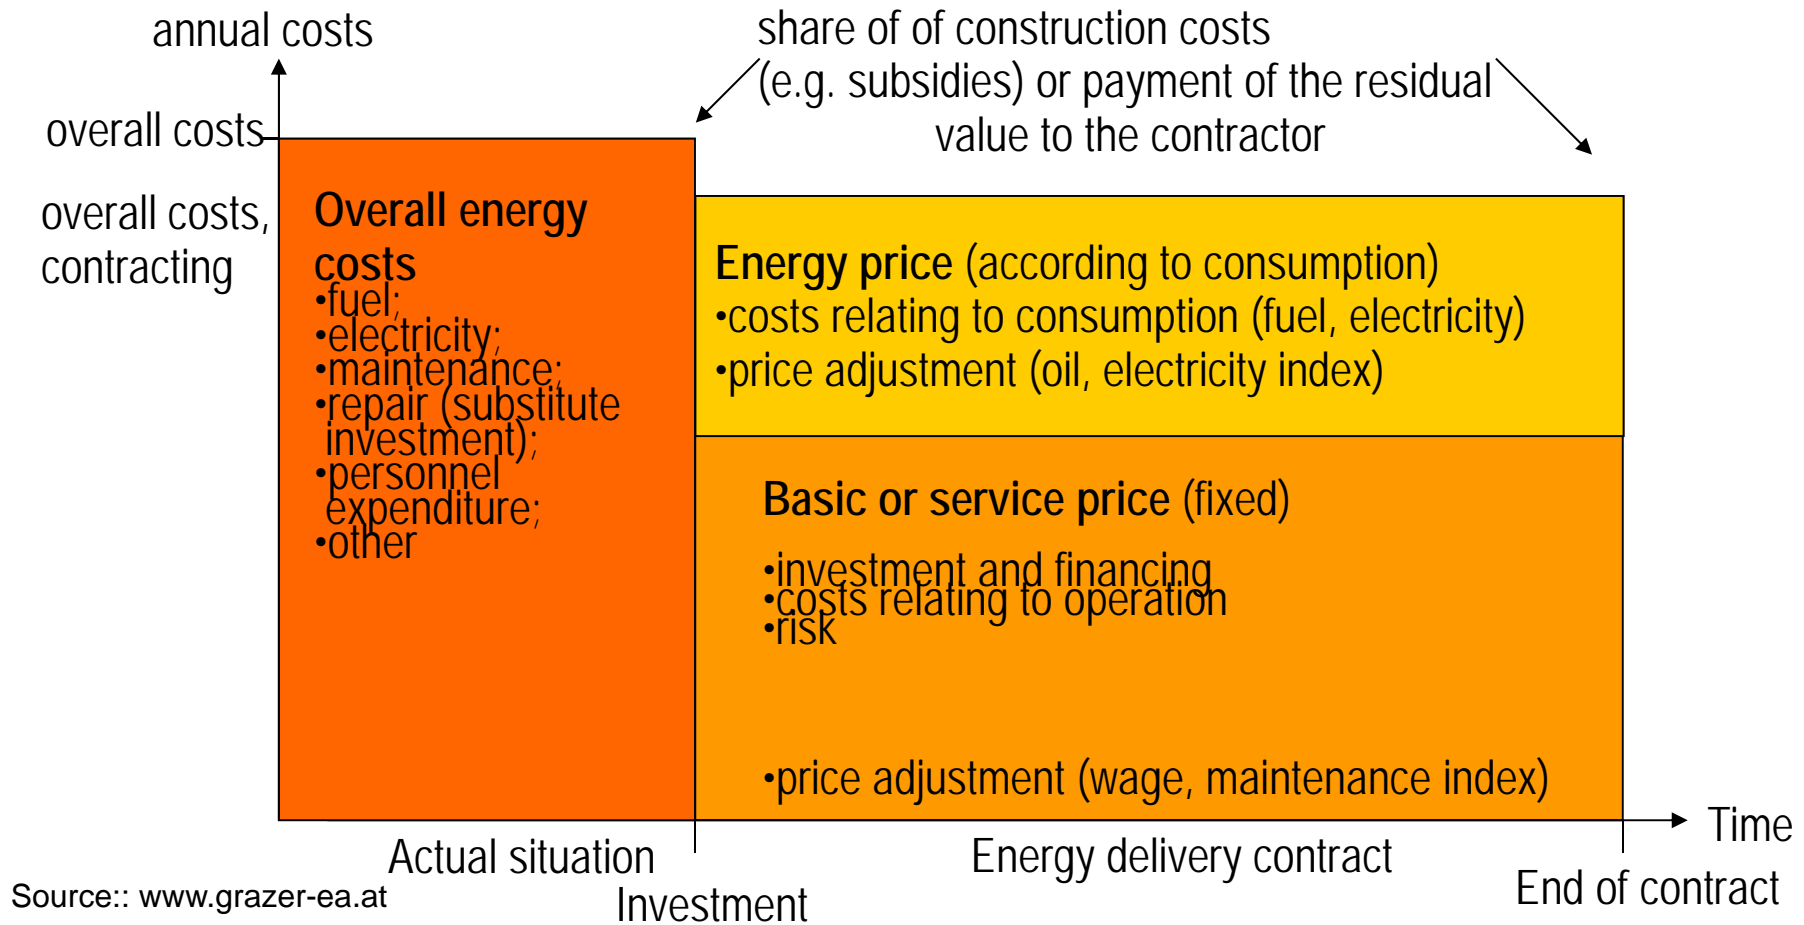 annual costs
share of of construction costs
(e.g. subsidies) or payment of the residual
value to the contractor
overall costs
overall costs,
contracting
Overall energy
costs
•fuel;
•electricity;
•maintenance;
•repair (substitute
investment);
•personnel
expenditure;
•other
Energy price (according to consumption)
•costs relating to consumption (fuel, electricity)
•price adjustment (oil, electricity index)
Basic or service price (fixed)
•investment and financing
•costs relating to operation
•risk
•price adjustment (wage, maintenance index)
Time
Actual situation
Energy delivery contract
Investment
End of contract
Source:: www.grazer-ea.at